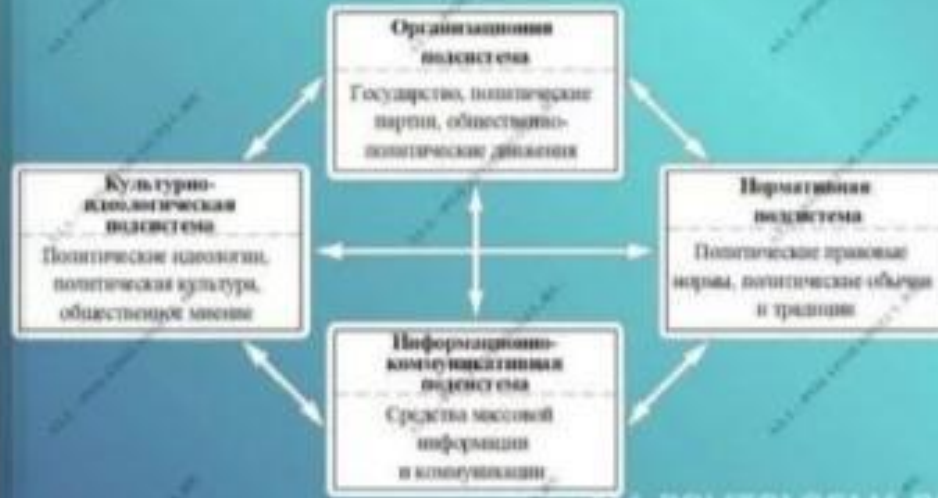 Организационная
подсистема
Государство, политические
партии, общественно-
политические движения
Культурно-
идеологическая
подсистема
Политические идеологии,
политическая культура,
общественное мнение
Нормативная
подсистема
Политические правовые
нормы, политические обычаи
и традиции
Информационно-
коммуникативная
подсистема
Средства массовой
информации
и коммуникации